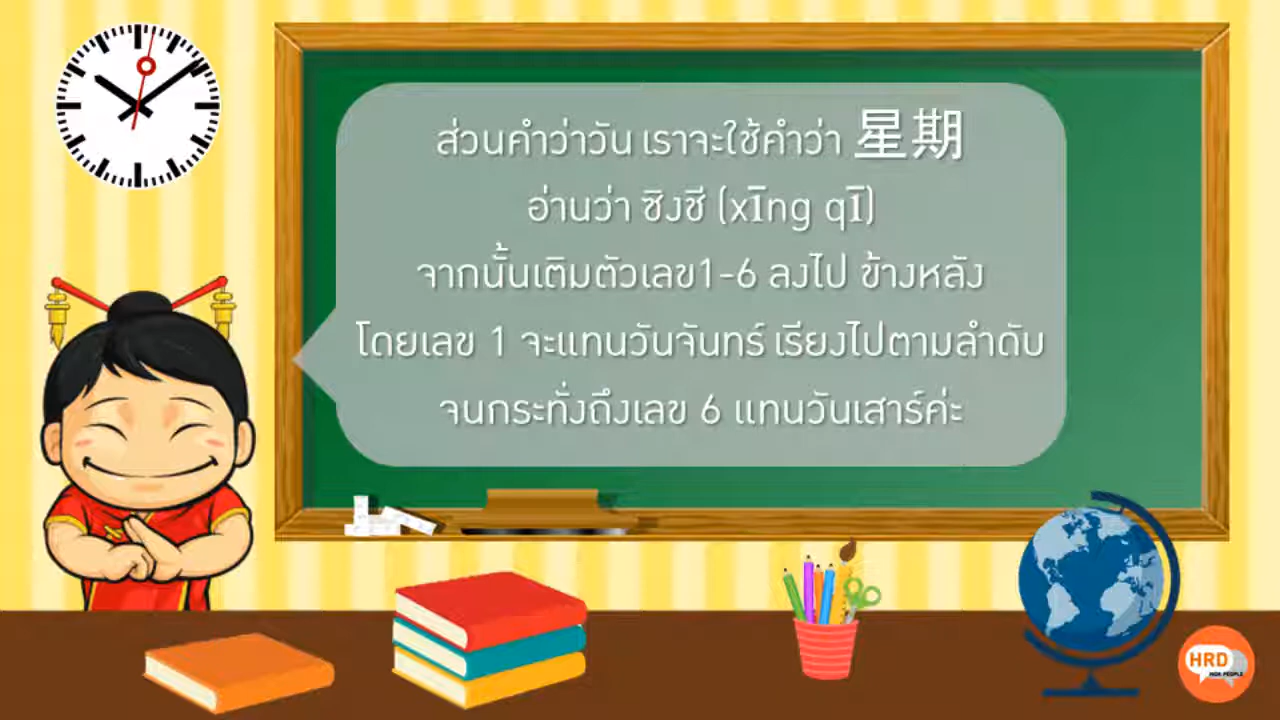 ส่วนคำว่าวัน เราจะใช้คำว่า 星期
อ่านว่า ซิงชี (xīng qī)
จากนั้นเติมตัวเลข1-6 ลงไป ข้างหลัง
โดยเลข 1 จะแทนวันจันทร์ เรียงไปตามลำดับ
จนกระทั่งถึงเลข 6 แทนวันเสาร์ค่ะ
HRD